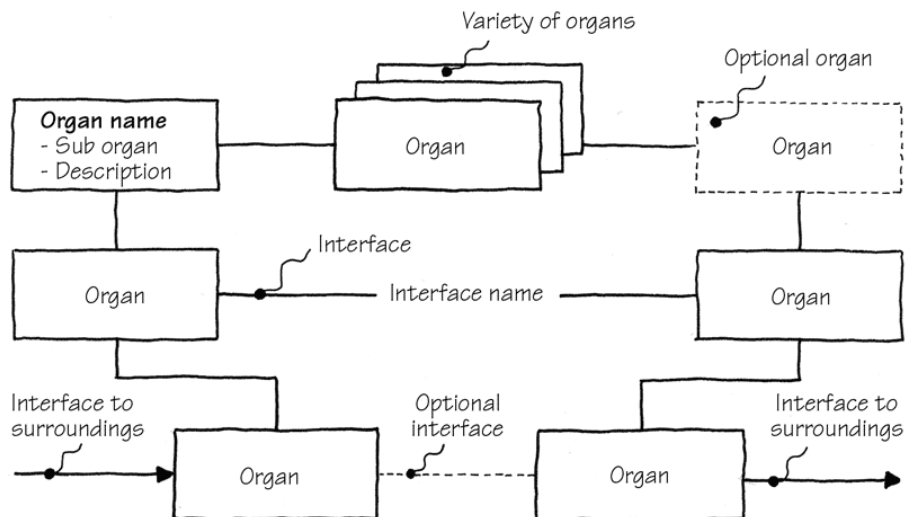 Variety of organs
Optional organ
Organ name
- Sub organ
- Description
Organ
Organ
Interface
Organ
Interface name
Organ
Interface to
surroundings
Optional
interface
Interface to
surroundings
Organ
Organ